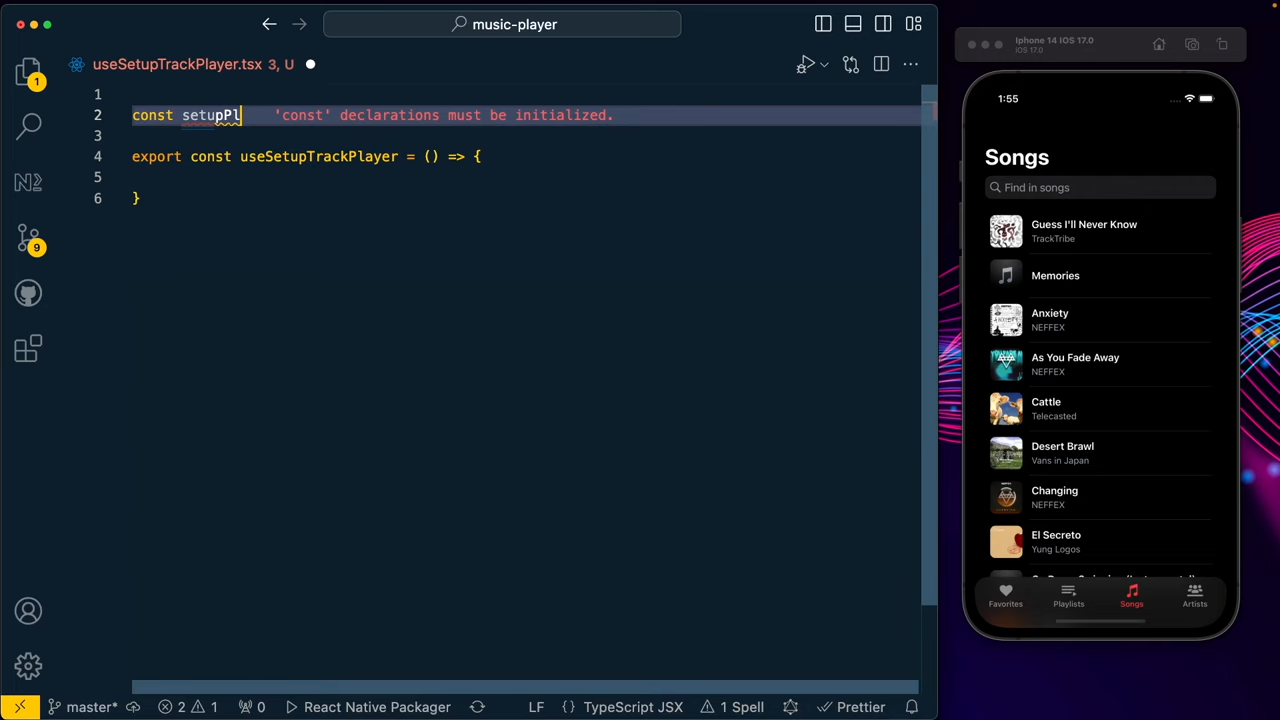 music-player
useSetupTrackPlayer.tsx 3, U
1
2 const setupPl 'const' declarations must be initialized.
3
4 export const useSetupTrackPlayer = () => {
5
6 }
1
9
master* 2 1 0 React Native Packager LF {} TypeScript JSX 1 Spell Prettier
Iphone 14 IOS 17.0
iOS 17.0
1:55
Songs
Find in songs
Guess I'll Never Know
TrackTribe
Memories
Anxiety
NEFFEX
As You Fade Away
NEFFEX
Cattle
Telecasted
Desert Brawl
Vans in Japan
Changing
NEFFEX
El Secreto
Yung Logos
Favorites Playlists Songs Artists